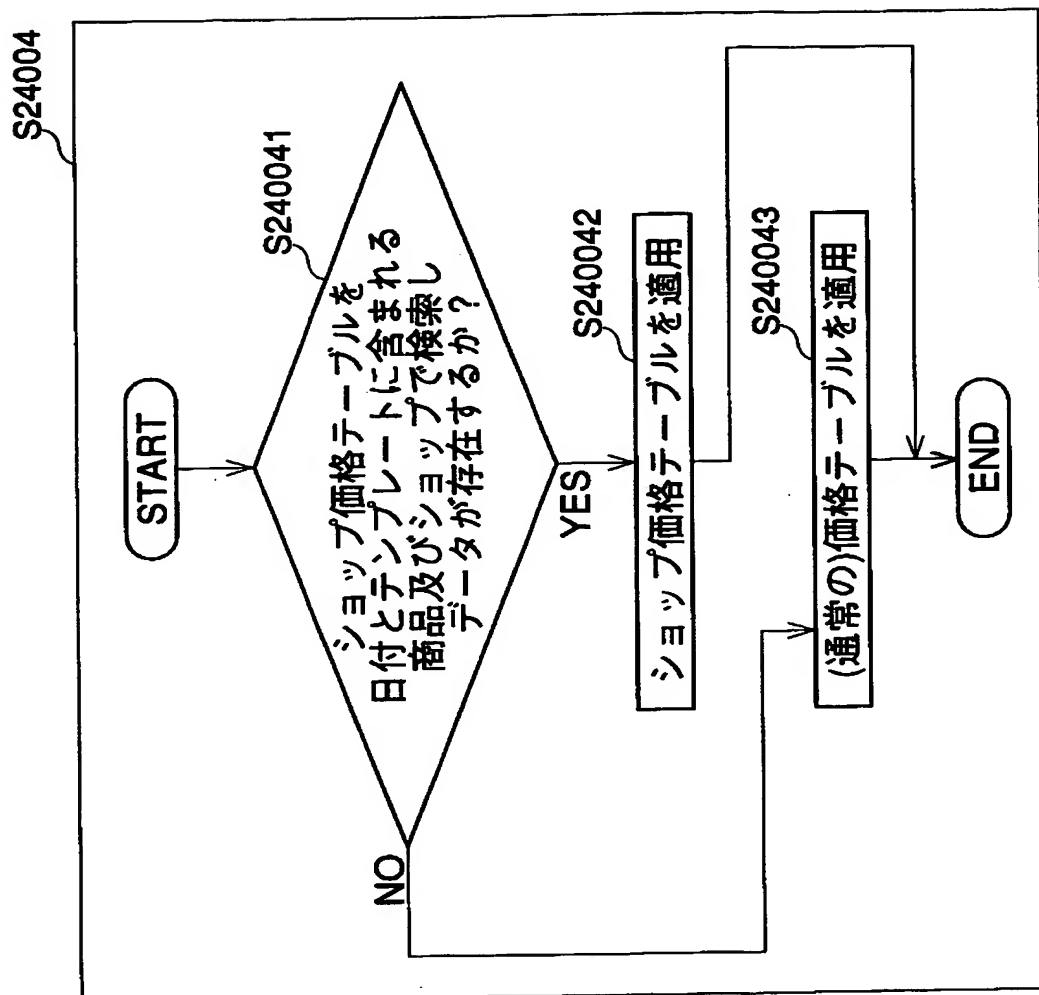 S24004
START
S240041
ショップ価格テーブルを
日付とテンプレートに含まれる
商品及びショップで検索し
データが存在するか？
NO
YES
S240042
ショップ価格テーブルを適用
S240043
(通常の)価格テーブルを適用
END